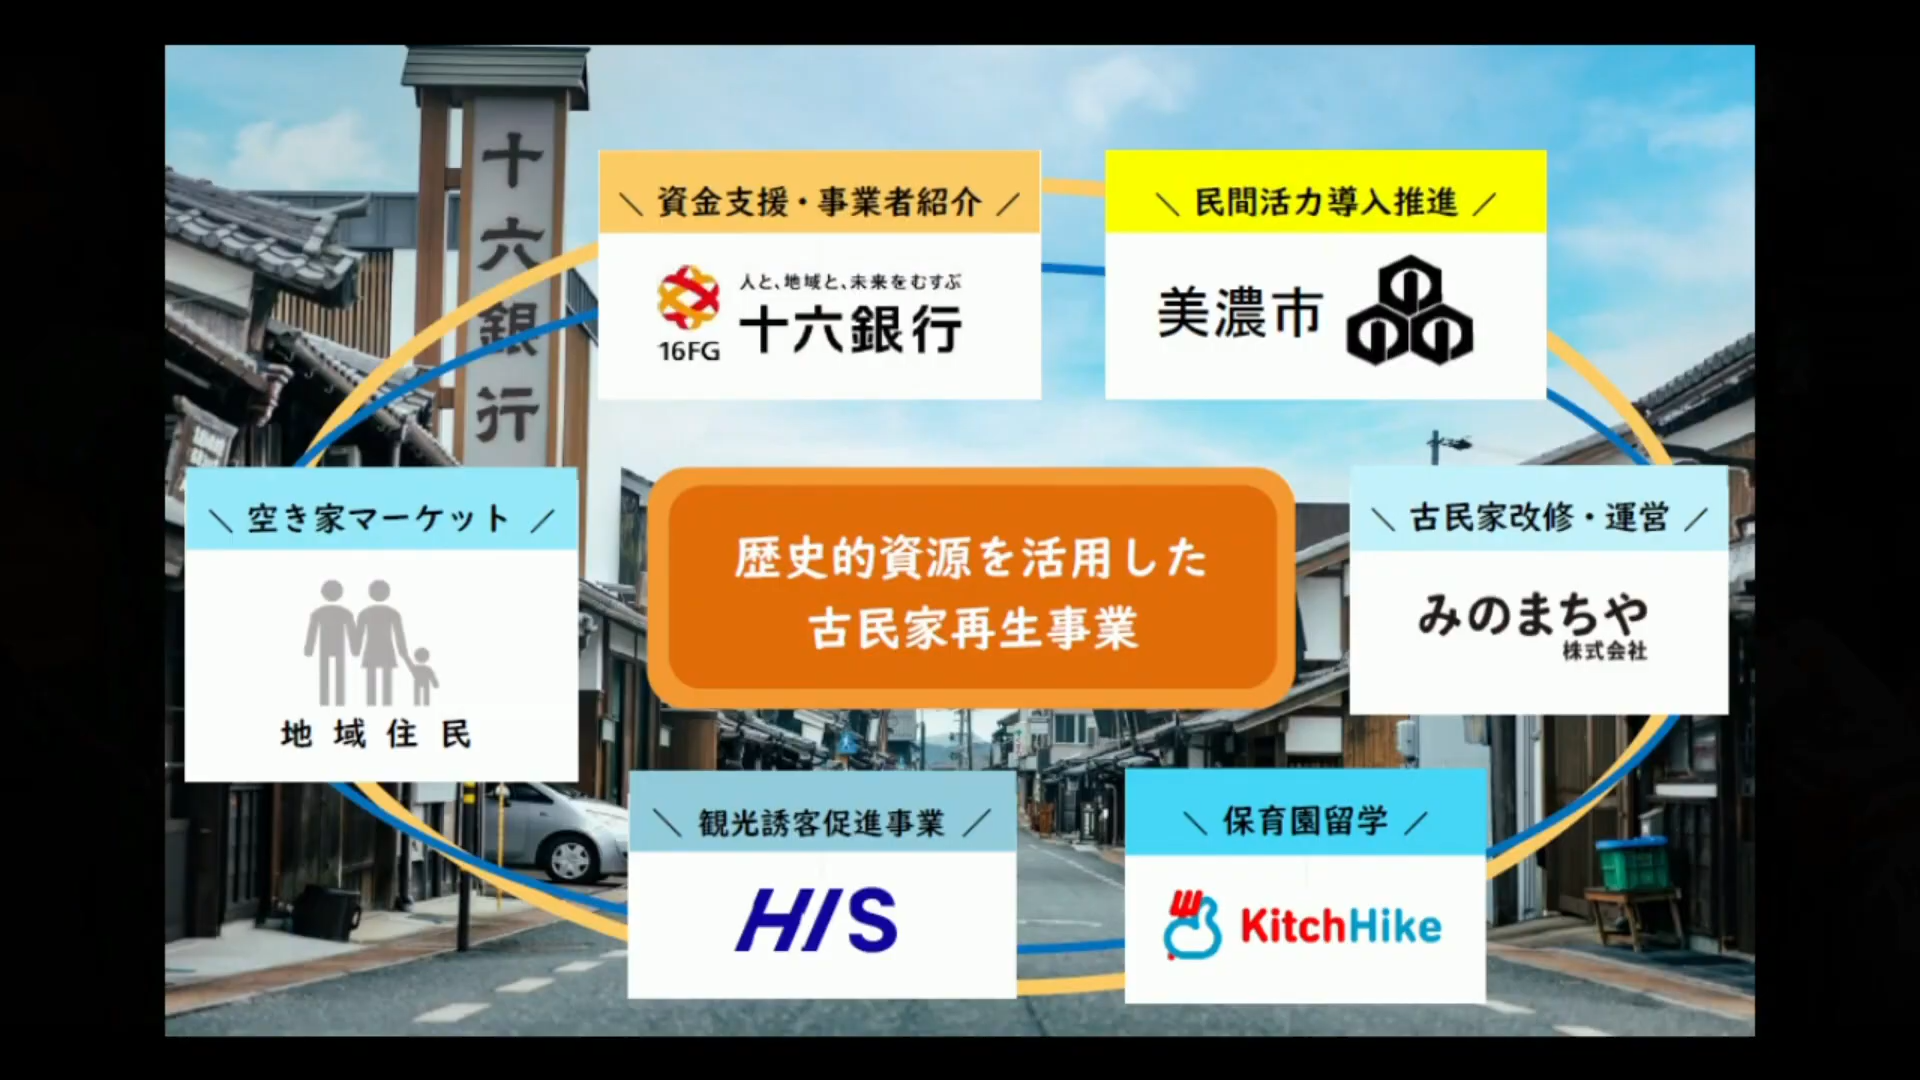 十六銀行
＼ 資金支援・事業者紹介 ／
人と、地域と、未来をむすぶ
十六銀行
16FG
＼ 民間活力導入推進 ／
美濃市
＼ 空き家マーケット ／
地域住民
歴史的資源を活用した
古民家再生事業
＼ 古民家改修・運営 ／
みのまちや
株式会社
＼ 観光誘客促進事業 ／
HIS
＼ 保育園留学 ／
KitchHike